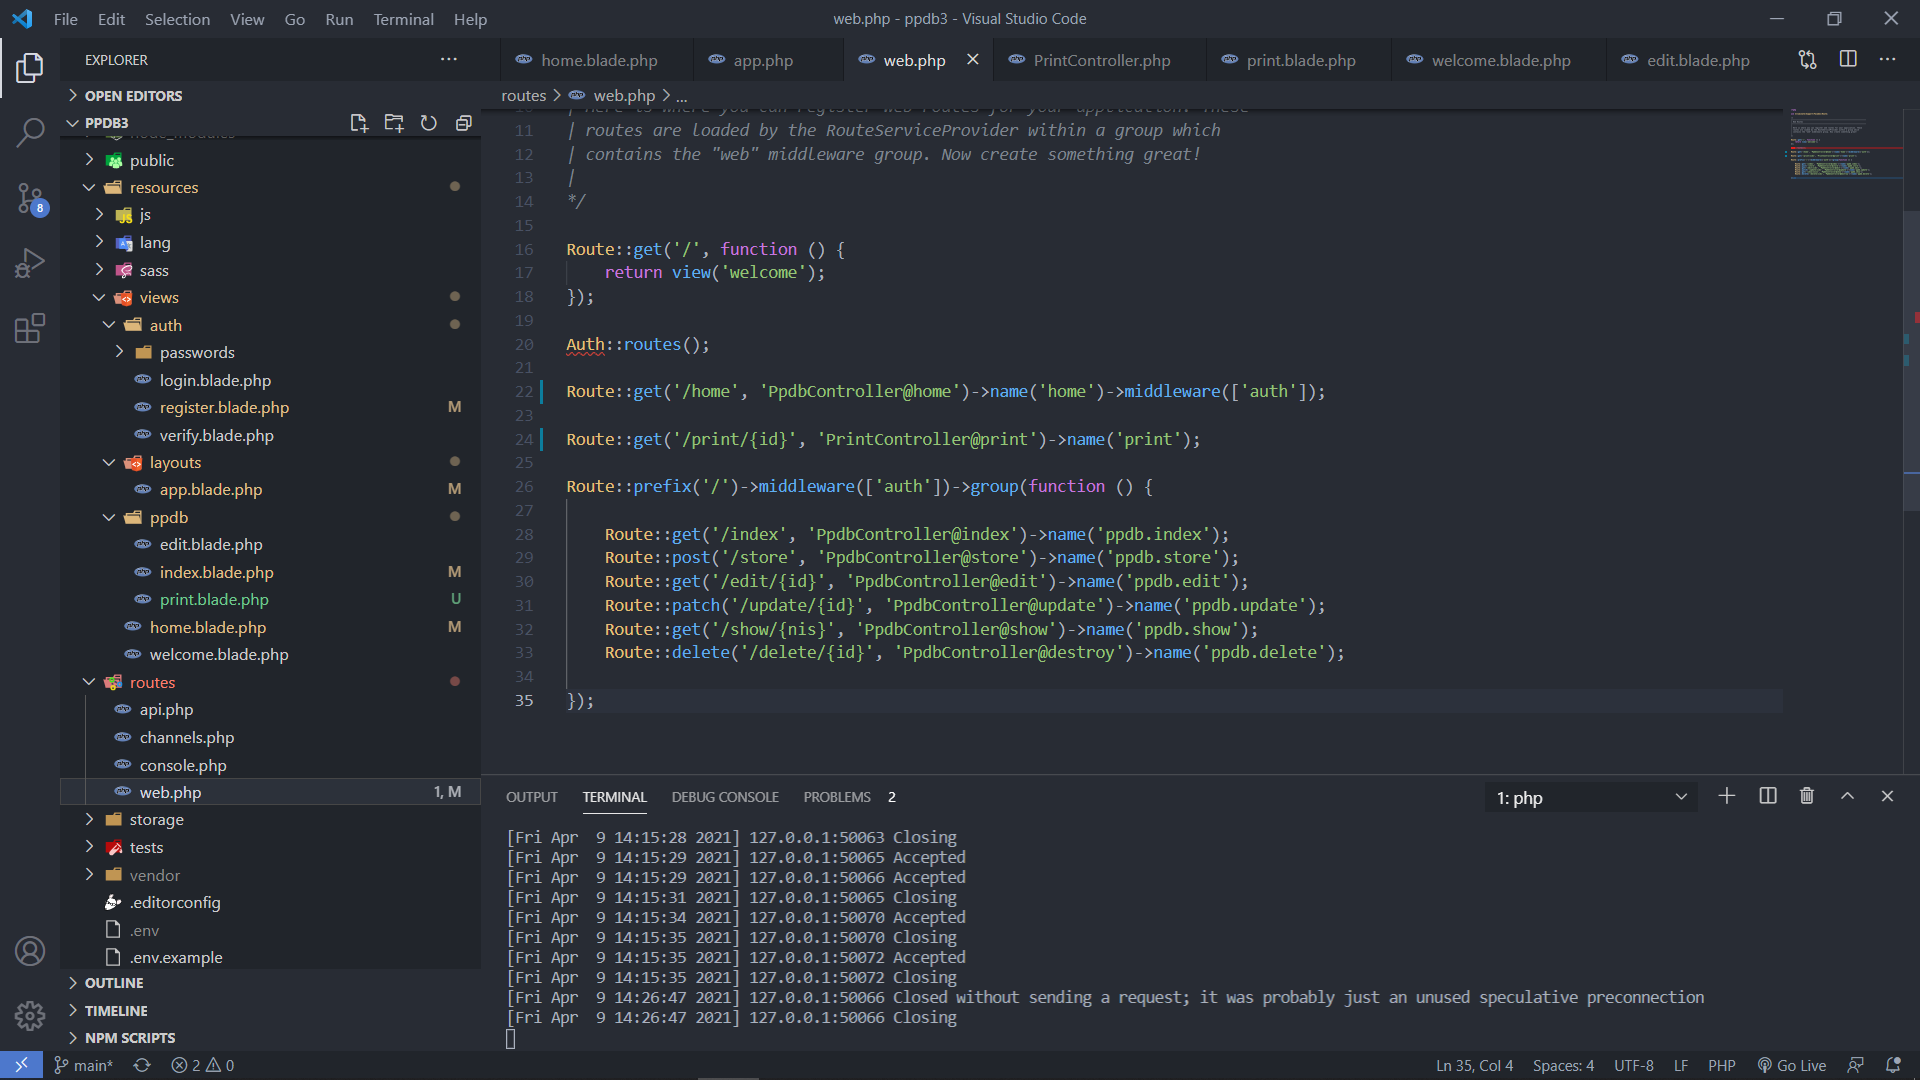 File Edit Selection View Go Run Terminal Help
web.php - ppdb3 - Visual Studio Code
EXPLORER
OPEN EDITORS
PPDB3
node_modules
public
resources
js
lang
sass
views
auth
passwords
login.blade.php
register.blade.php M
verify.blade.php
layouts
app.blade.php M
ppdb
edit.blade.php
index.blade.php M
print.blade.php U
home.blade.php M
welcome.blade.php
routes
api.php
channels.php
console.php
web.php 1, M
storage
tests
vendor
.editorconfig
.env
.env.example
OUTLINE
TIMELINE
NPM SCRIPTS
8
home.blade.php app.php web.php PrintController.php print.blade.php welcome.blade.php edit.blade.php
routes > web.php > ...
| Here is where you can register web routes for your application. These
11 | routes are loaded by the RouteServiceProvider within a group which
12 | contains the "web" middleware group. Now create something great!
13 |
14 */
15
16 Route::get('/', function () {
17 return view('welcome');
18 });
19
20 Auth::routes();
21
22 Route::get('/home', 'PpdbController@home')->name('home')->middleware(['auth']);
23
24 Route::get('/print/{id}', 'PrintController@print')->name('print');
25
26 Route::prefix('/')->middleware(['auth'])->group(function () {
27
28 Route::get('/index', 'PpdbController@index')->name('ppdb.index');
29 Route::post('/store', 'PpdbController@store')->name('ppdb.store');
30 Route::get('/edit/{id}', 'PpdbController@edit')->name('ppdb.edit');
31 Route::patch('/update/{id}', 'PpdbController@update')->name('ppdb.update');
32 Route::get('/show/{nis}', 'PpdbController@show')->name('ppdb.show');
33 Route::delete('/delete/{id}', 'PpdbController@destroy')->name('ppdb.delete');
34
35 });
OUTPUT TERMINAL DEBUG CONSOLE PROBLEMS 2
1: php
[Fri Apr  9 14:15:28 2021] 127.0.0.1:50063 Closing
[Fri Apr  9 14:15:29 2021] 127.0.0.1:50065 Accepted
[Fri Apr  9 14:15:29 2021] 127.0.0.1:50066 Accepted
[Fri Apr  9 14:15:31 2021] 127.0.0.1:50065 Closing
[Fri Apr  9 14:15:34 2021] 127.0.0.1:50070 Accepted
[Fri Apr  9 14:15:35 2021] 127.0.0.1:50070 Closing
[Fri Apr  9 14:15:35 2021] 127.0.0.1:50072 Accepted
[Fri Apr  9 14:15:35 2021] 127.0.0.1:50072 Closing
[Fri Apr  9 14:26:47 2021] 127.0.0.1:50066 Closed without sending a request; it was probably just an unused speculative preconnection
[Fri Apr  9 14:26:47 2021] 127.0.0.1:50066 Closing
main* 2 0
Ln 35, Col 4 Spaces: 4 UTF-8 LF PHP Go Live